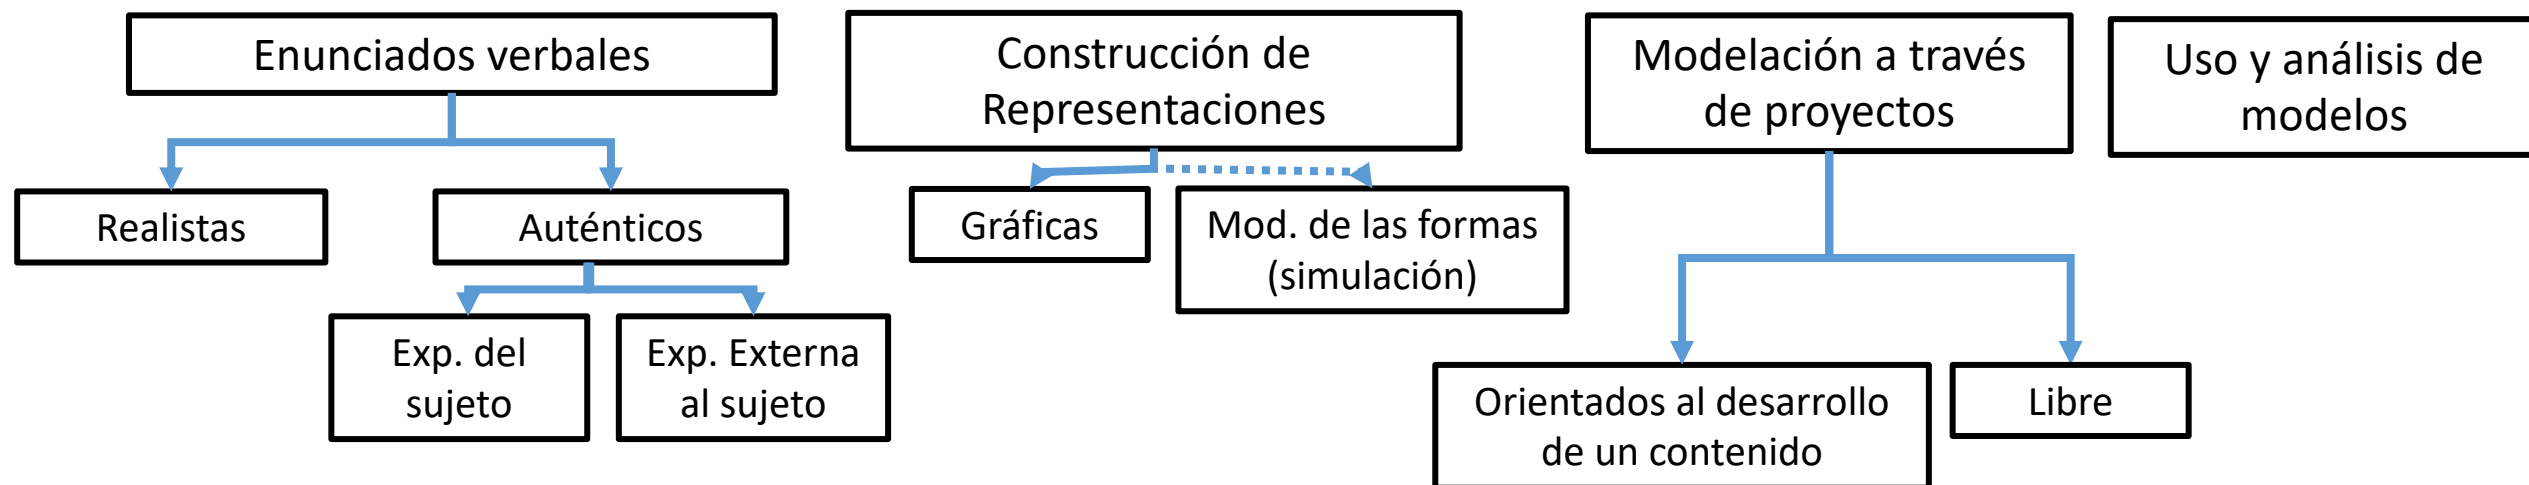 Enunciados verbales
Construcción de
Representaciones
Modelación a través
de proyectos
Uso y análisis de
modelos
Realistas
Auténticos
Gráficas
Mod. de las formas
(simulación)
Exp. del
sujeto
Exp. Externa
al sujeto
Orientados al desarrollo
de un contenido
Libre